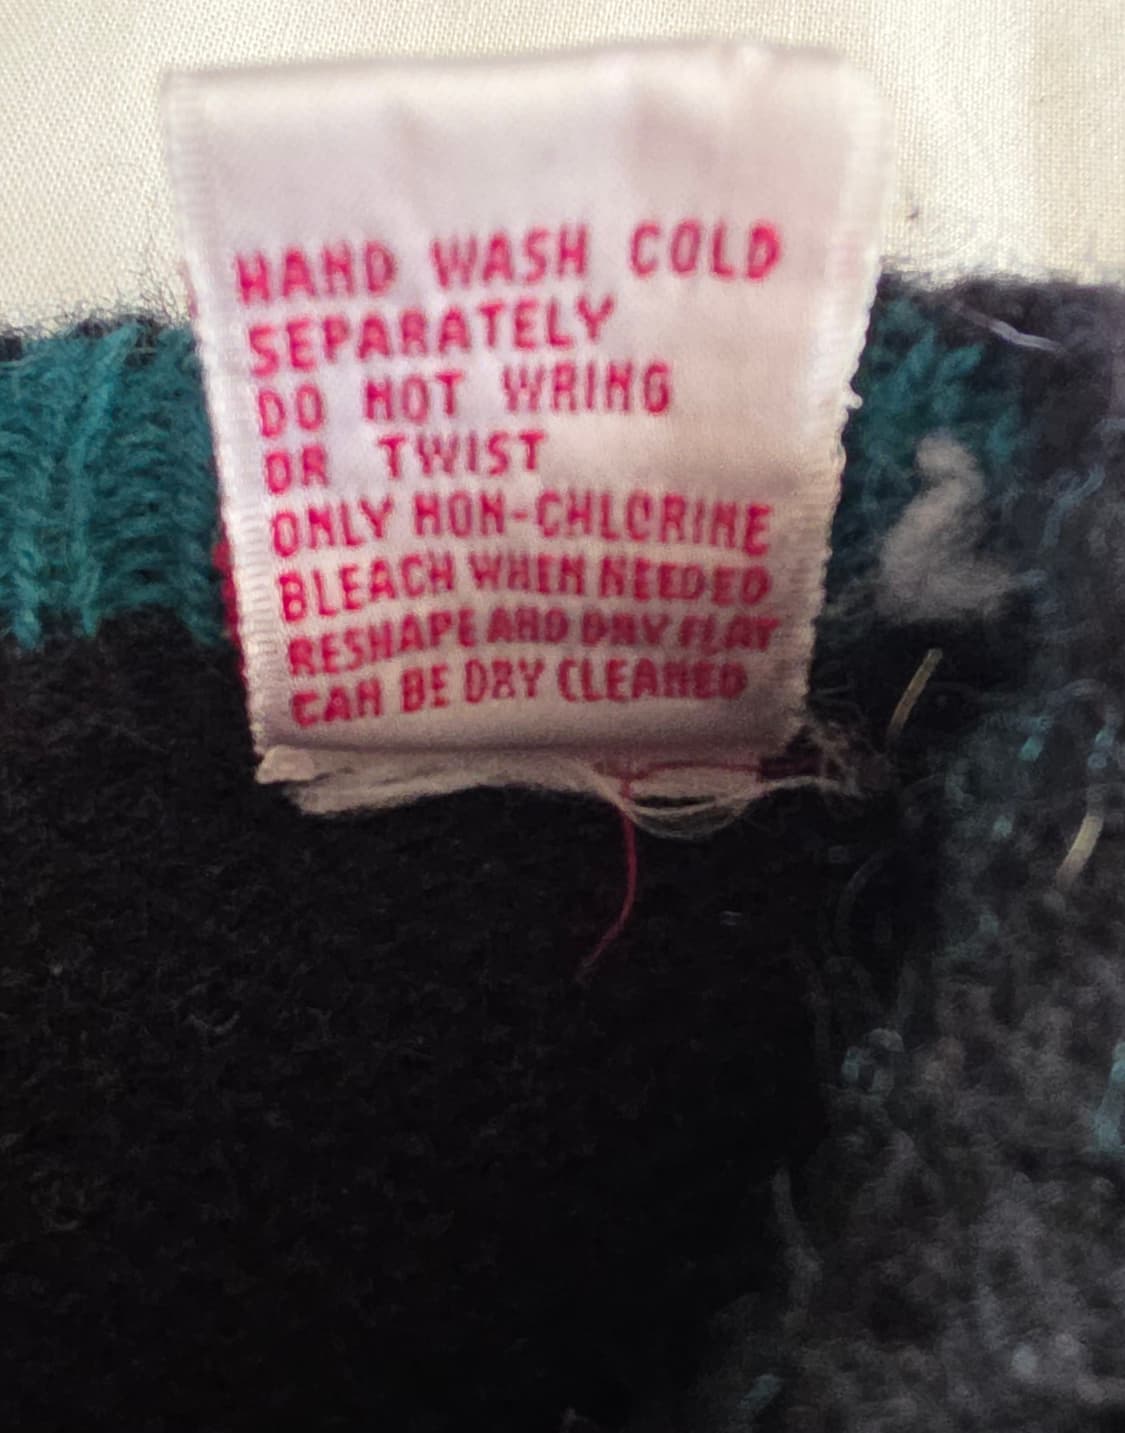 HAND WASH COLD
SEPARATELY
DO NOT WRING
OR TWIST
ONLY NON-CHLORINE
BLEACH WHEN NEEDED
RESHAPE AND DRY FLAT
CAN BE DRY CLEANED